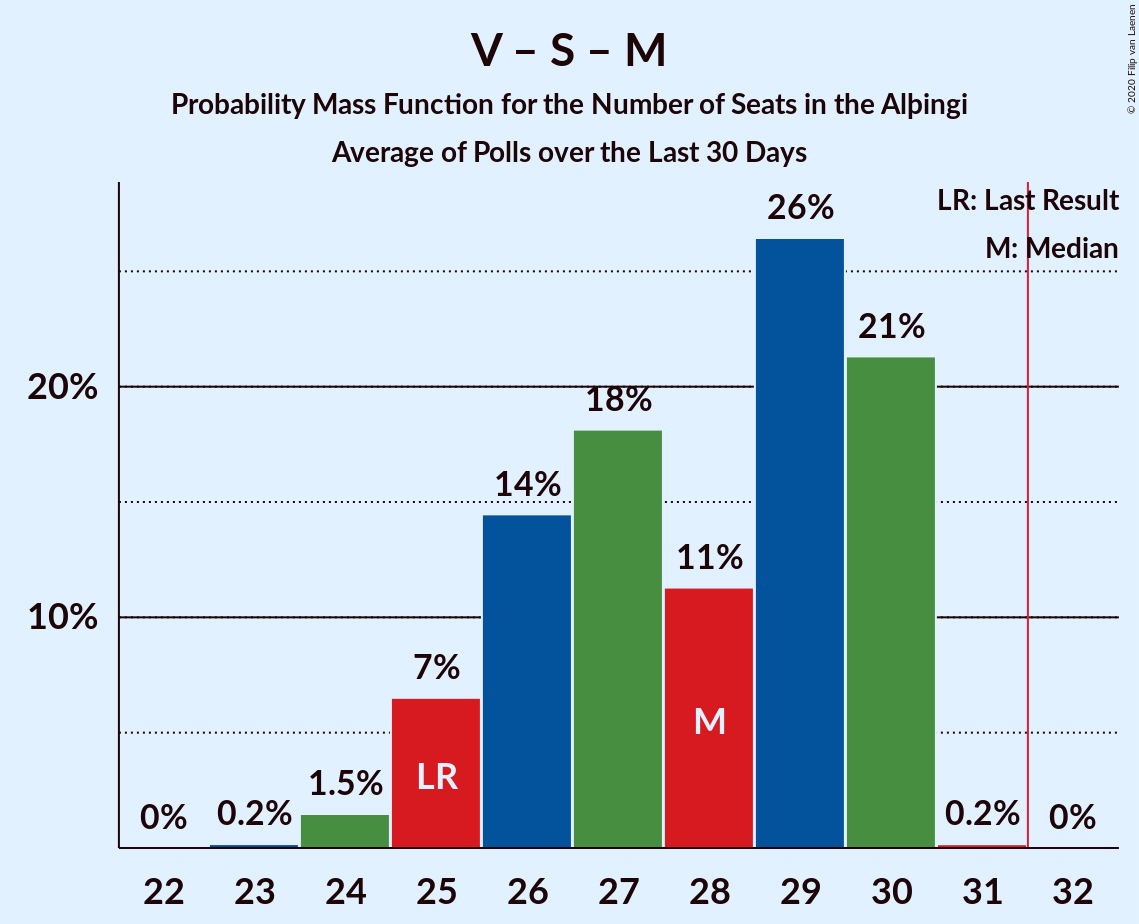 V – S – M
Probability Mass Function for the Number of Seats in the Alþingi
Average of Polls over the Last 30 Days
© 2020 Filip van Laenen
LR: Last Result
M: Median
26%
21%
20%
18%
14%
11%
10%
7%
M
LR
1.5%
0%
0.2%
0.2%
0%
22 23 24 25 26 27 28 29 30 31 32